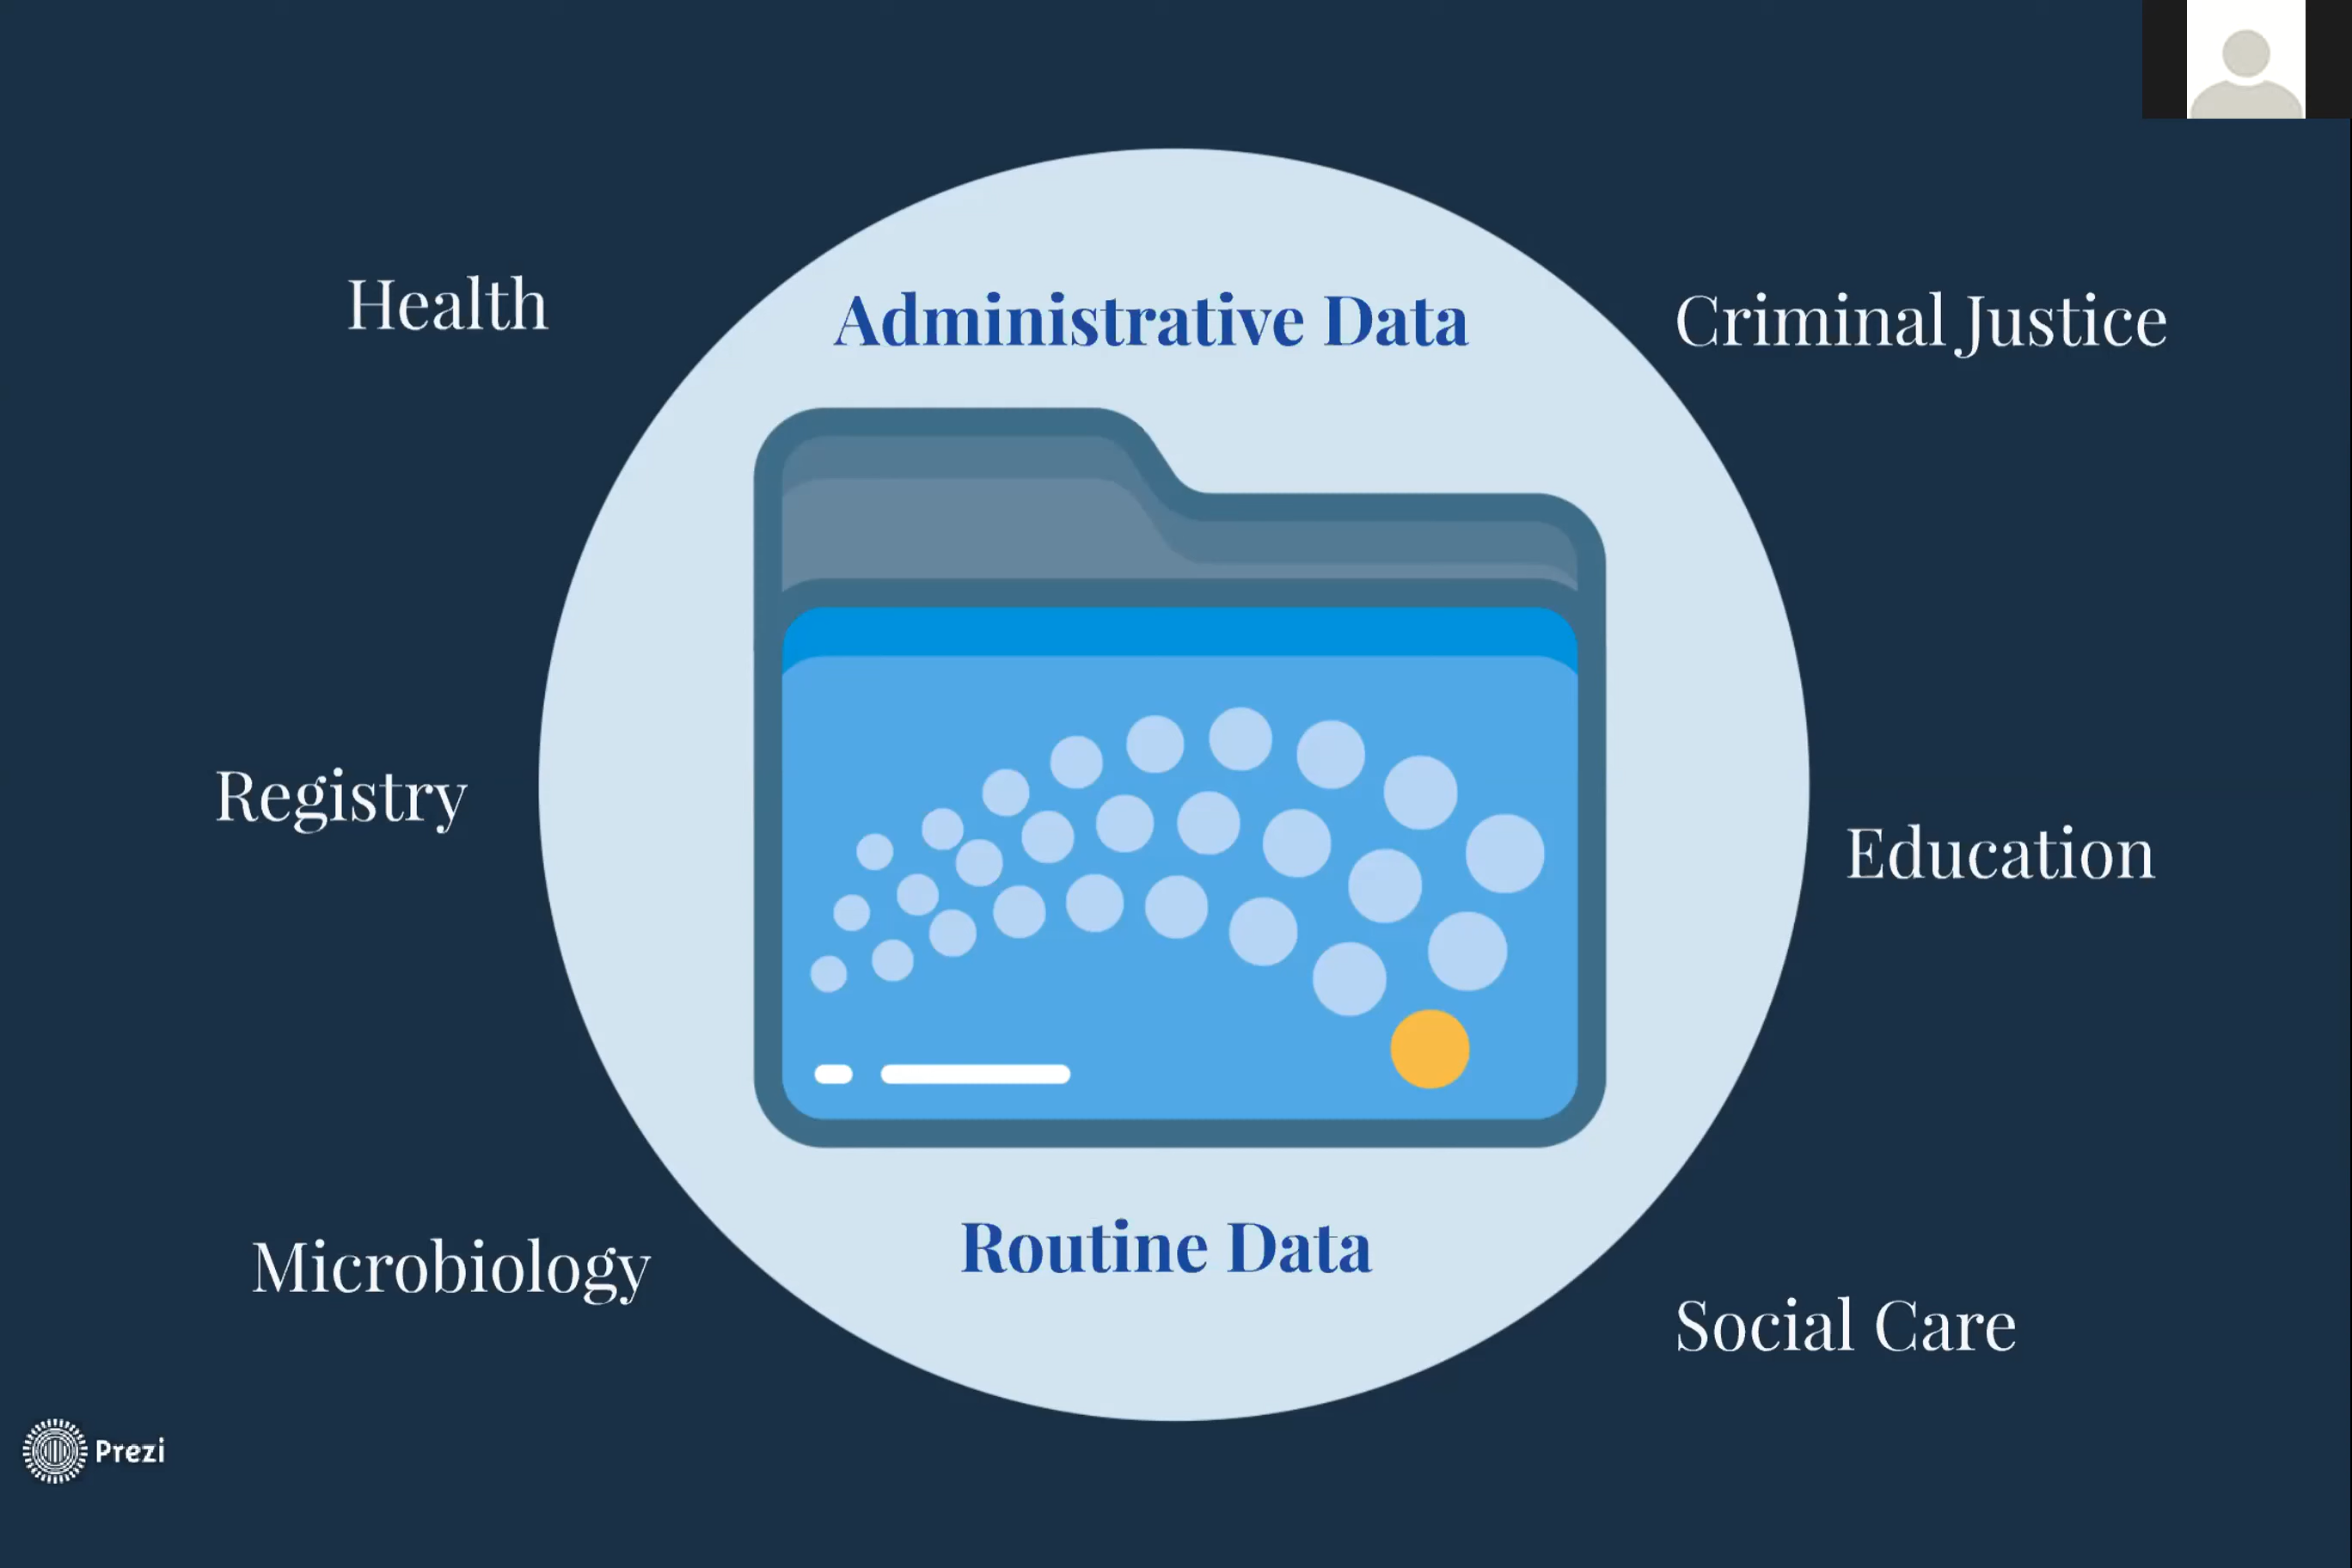 Health
Administrative Data
Criminal Justice
Registry
Education
Microbiology
Routine Data
Social Care
Prezi